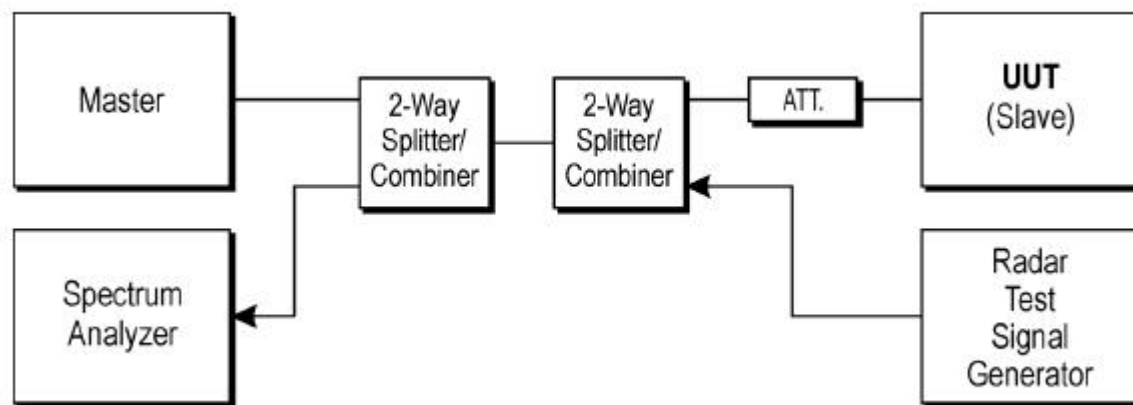 Master
2-Way
Splitter/
Combiner
2-Way
Splitter/
Combiner
ATT.
UUT
(Slave)
Spectrum
Analyzer
Radar
Test
Signal
Generator